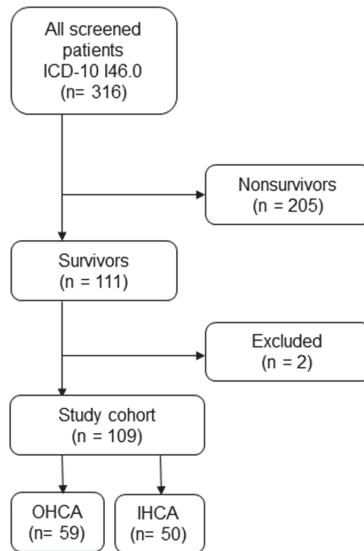 All screened
patients
ICD-10 I46.0
(n= 316)
Nonsurvivors
(n = 205)
Survivors
(n = 111)
Excluded
(n = 2)
Study cohort
(n = 109)
OHCA
(n= 59)
IHCA
(n= 50)